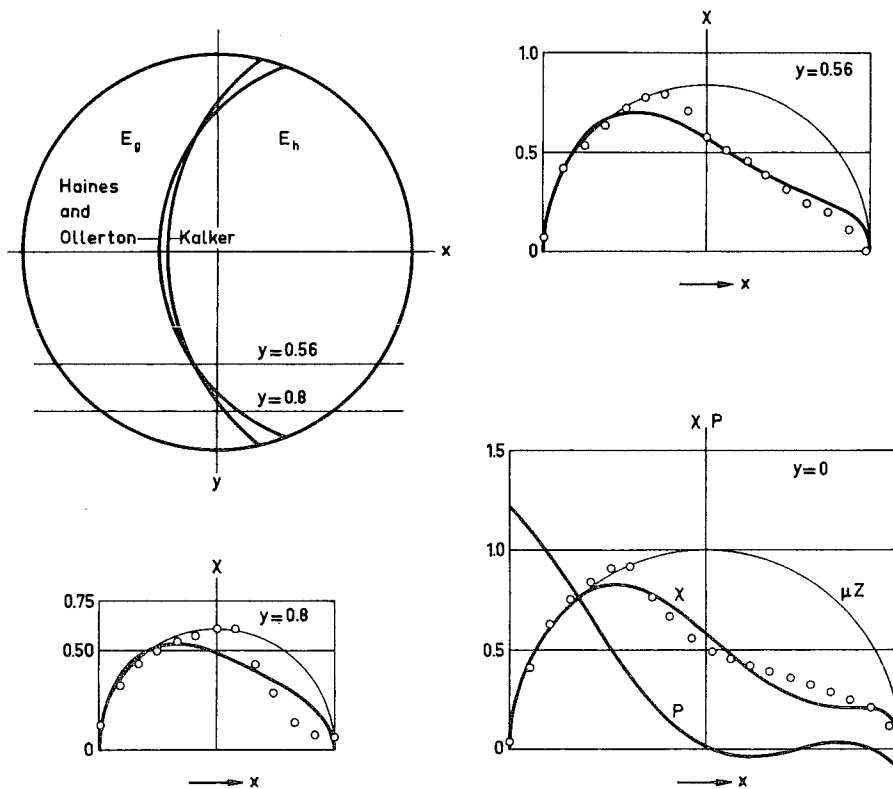 E_g
E_h
Haines
and
Ollerton
Kalker
x
y=0.56
y=0.8
y
X
1.0
y=0.56
0.5
0
x
X
0.75
y=0.8
0.50
0
x
X P
1.5
y=0
1.0
μZ
X
0.5
P
0
x